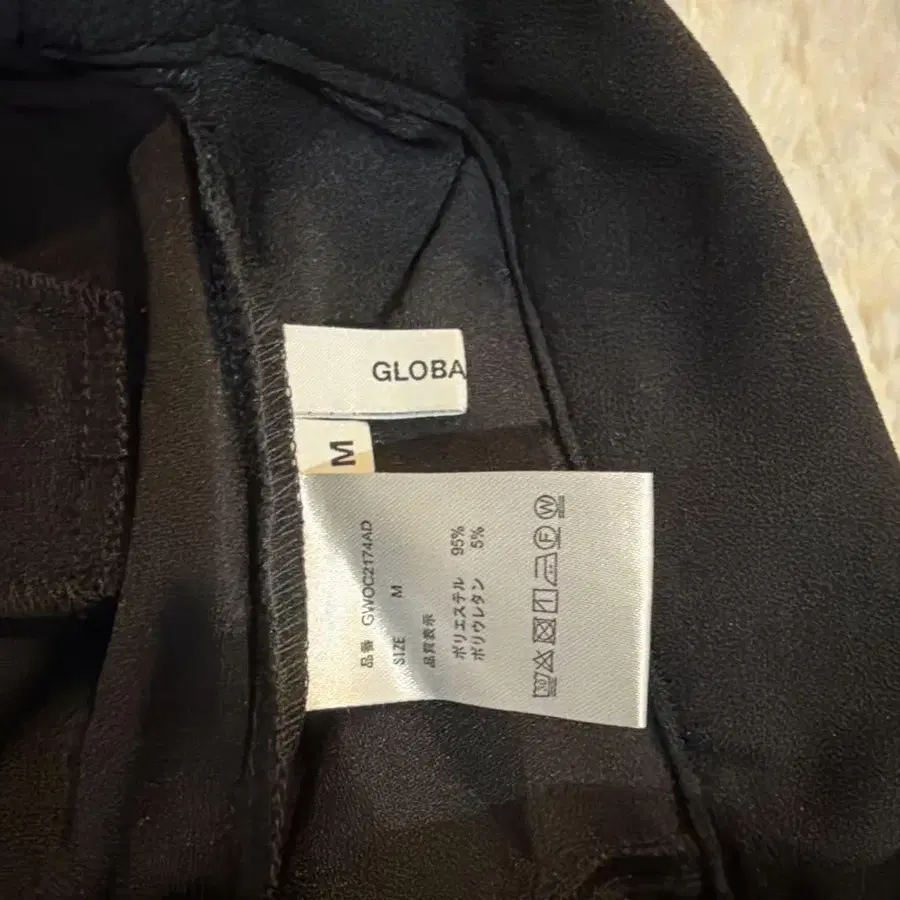 GLOBA
M
品番 GWOC2174AD
SIZE M
品質表示
ポリエステル 95%
ポリウレタン 5%
F W